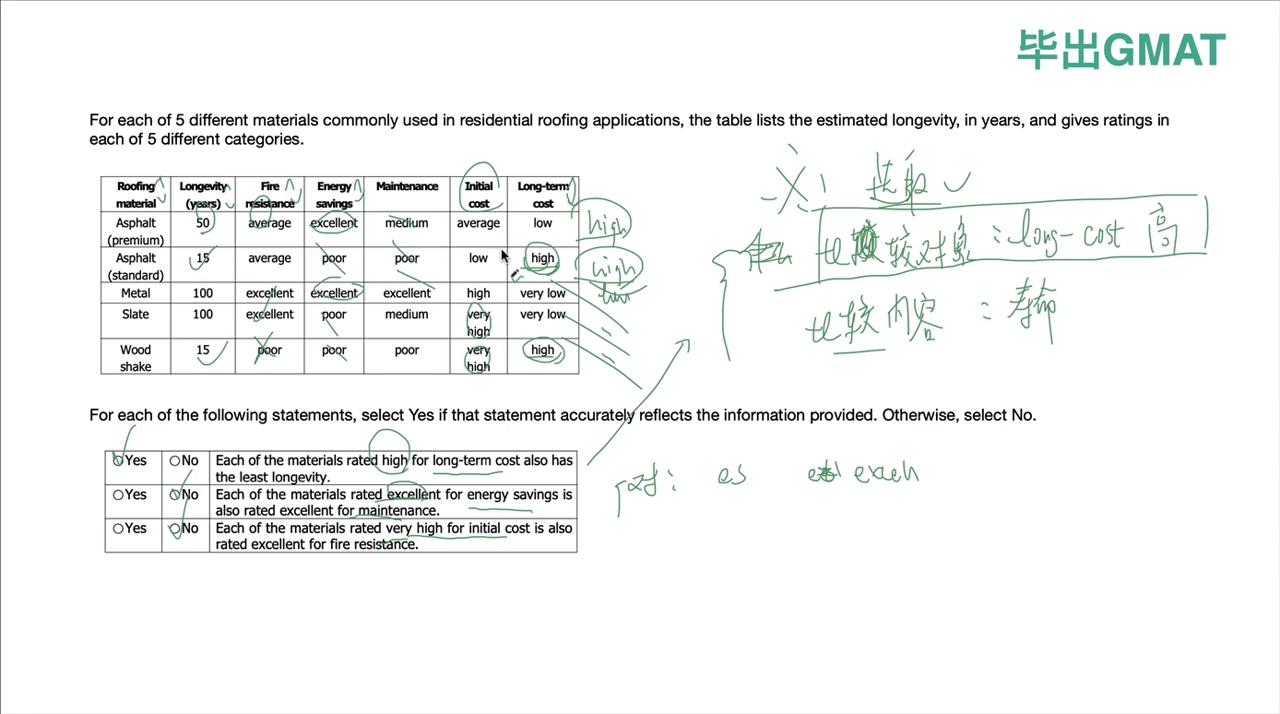 毕出GMAT
For each of 5 different materials commonly used in residential roofing applications, the table lists the estimated longevity, in years, and gives ratings in
each of 5 different categories.
Roofing material Longevity (years) Fire resistance Energy savings Maintenance Initial cost Long-term cost
Asphalt (premium) 50 average excellent medium average low
Asphalt (standard) 15 average poor poor low high
Metal 100 excellent excellent excellent high very low
Slate 100 excellent poor medium very high very low
Wood shake 15 poor poor poor very high high
high
high
low
选取
比较对象：long-cost 高
比较内容：寿命
For each of the following statements, select Yes if that statement accurately reflects the information provided. Otherwise, select No.
Yes No Each of the materials rated high for long-term cost also has
the least longevity.
Yes No Each of the materials rated excellent for energy savings is
also rated excellent for maintenance.
Yes No Each of the materials rated very high for initial cost is also
rated excellent for fire resistance.
对： es